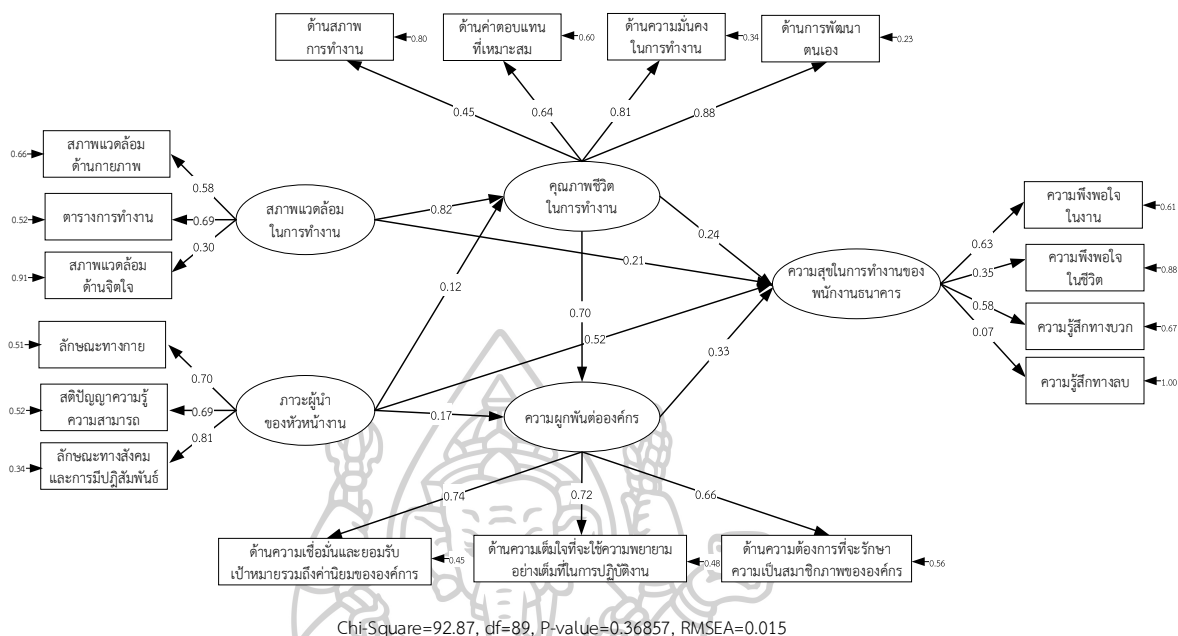 ด้านสภาพ
การทำงาน
0.80
ด้านค่าตอบแทน
ที่เหมาะสม
0.60
ด้านความมั่นคง
ในการทำงาน
0.34
ด้านการพัฒนา
ตนเอง
0.23
0.45
0.64
0.81
0.88
0.66
สภาพแวดล้อม
ด้านกายภาพ
0.58
0.52
ตารางการทำงาน
0.69
0.30
0.91
สภาพแวดล้อม
ด้านจิตใจ
สภาพแวดล้อม
ในการทำงาน
0.82
คุณภาพชีวิต
ในการทำงาน
0.24
0.21
0.12
0.70
0.52
0.33
0.17
ความสุขในการทำงานของ
พนักงานธนาคาร
0.63
0.35
0.58
0.07
ความพึงพอใจ
ในงาน
0.61
ความพึงพอใจ
ในชีวิต
0.88
ความรู้สึกทางบวก
0.67
ความรู้สึกทางลบ
1.00
0.51
ลักษณะทางกาย
0.70
0.52
สติปัญญาความรู้
ความสามารถ
0.69
0.81
0.34
ลักษณะทางสังคม
และการมีปฎิสัมพันธ์
ภาวะผู้นำ
ของหัวหน้างาน
ความผูกพันต่อองค์กร
0.74
0.72
0.66
ด้านความเชื่อมั่นและยอมรับ
เป้าหมายรวมถึงค่านิยมขององค์การ
0.45
ด้านความเต็มใจที่จะใช้ความพยายาม
อย่างเต็มที่ในการปฏิบัติงาน
0.48
ด้านความต้องการที่จะรักษา
ความเป็นสมาชิกภาพขององค์กร
0.56
Chi-Square=92.87, df=89, P-value=0.36857, RMSEA=0.015